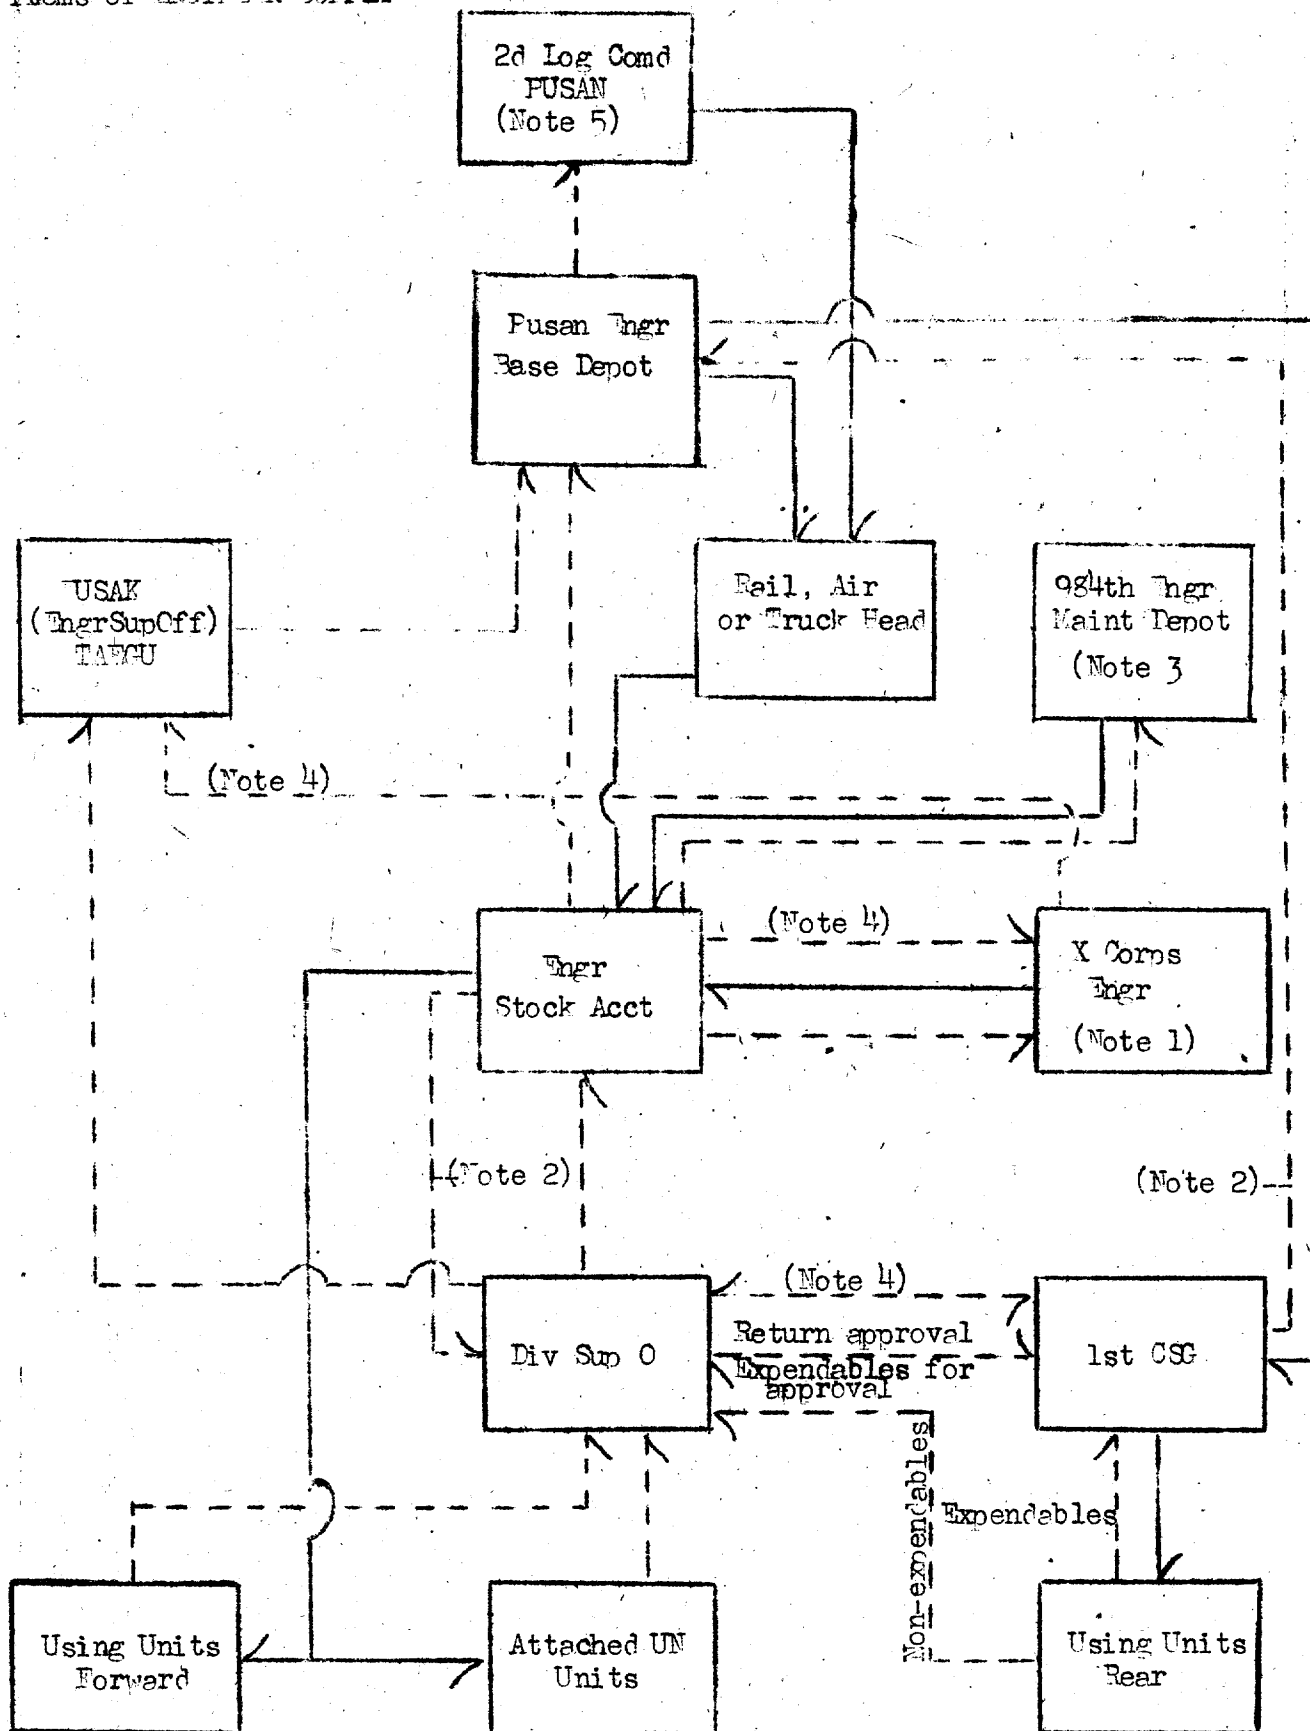 2d Log Comd
PUSAN
(Note 5)
Pusan Engr
Base Depot
USAK
(EngrSupOff)
TAEGU
Rail, Air
or Truck Head
984th Engr
Maint Depot
(Note 3
(Note 4)
Engr
Stock Acct
(Note 4)
X Corps
Engr
(Note 1)
(Note 2)
(Note 2)
Div Sup O
(Note 4)
Return approval
Expendables for
approval
1st CSG
Non-expendables
Expendables
Using Units
Forward
Attached UN
Units
Using Units
Rear